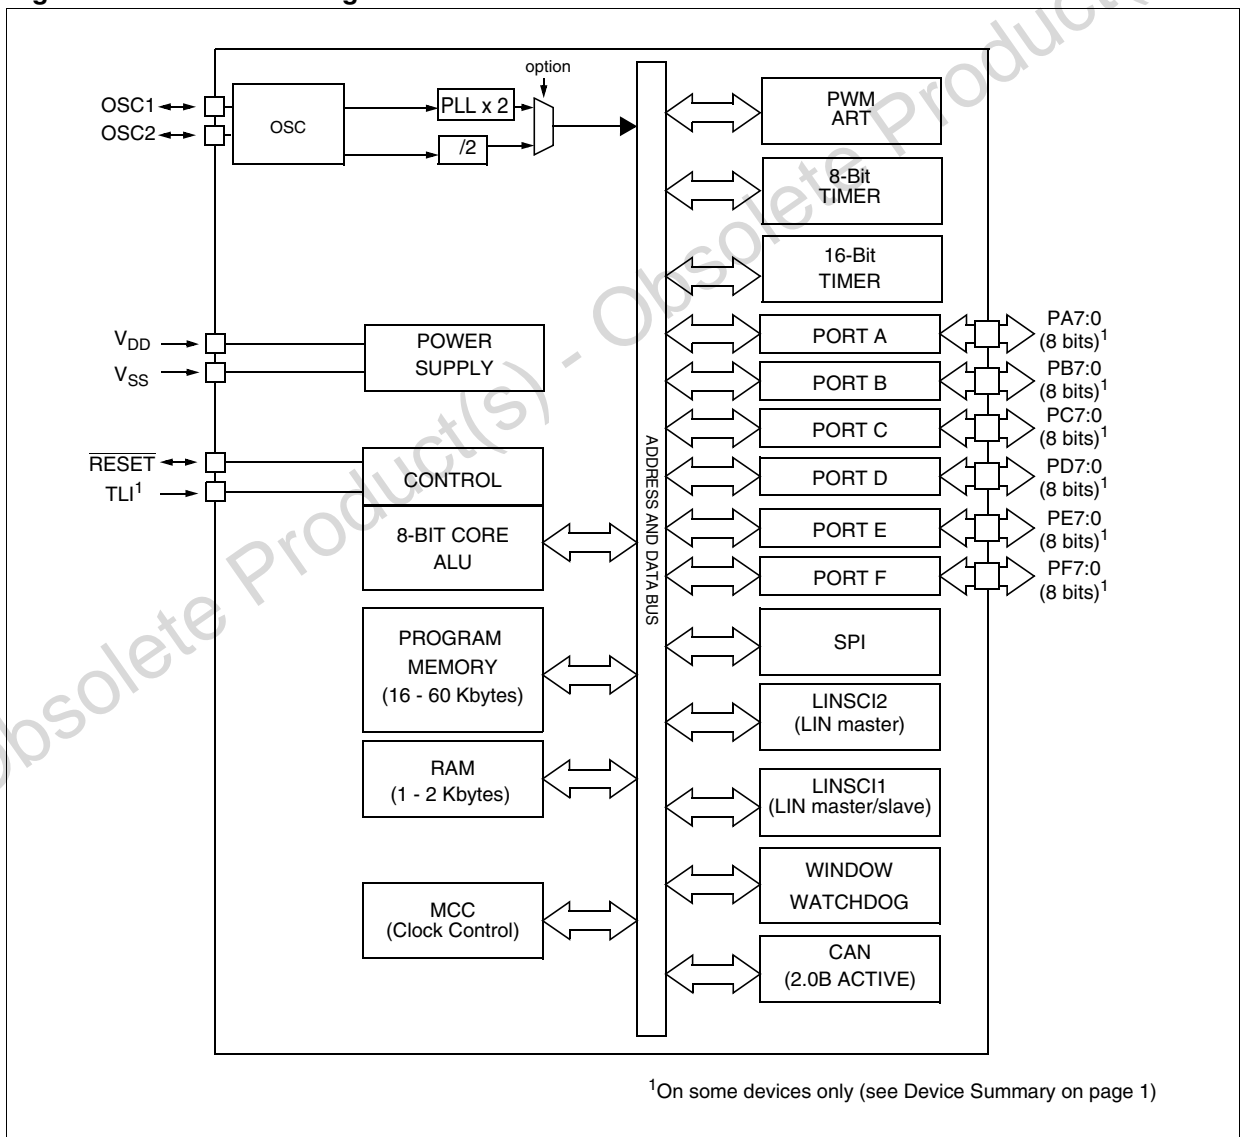 option
OSC1
OSC2
OSC
PLL x 2
/2
PWM
ART
8-Bit
TIMER
16-Bit
TIMER
VDD
VSS
POWER
SUPPLY
RESET
TLI1
CONTROL
8-BIT CORE
ALU
PROGRAM
MEMORY
(16 - 60 Kbytes)
RAM
(1 - 2 Kbytes)
MCC
(Clock Control)
ADDRESS AND DATA BUS
PORT A
PA7:0
(8 bits)1
PORT B
PB7:0
(8 bits)1
PORT C
PC7:0
(8 bits)1
PORT D
PD7:0
(8 bits)1
PORT E
PE7:0
(8 bits)1
PORT F
PF7:0
(8 bits)1
SPI
LINSCI2
(LIN master)
LINSCI1
(LIN master/slave)
WINDOW
WATCHDOG
CAN
(2.0B ACTIVE)
1On some devices only (see Device Summary on page 1)
Obsolete Product(s) - Obsolete Product(